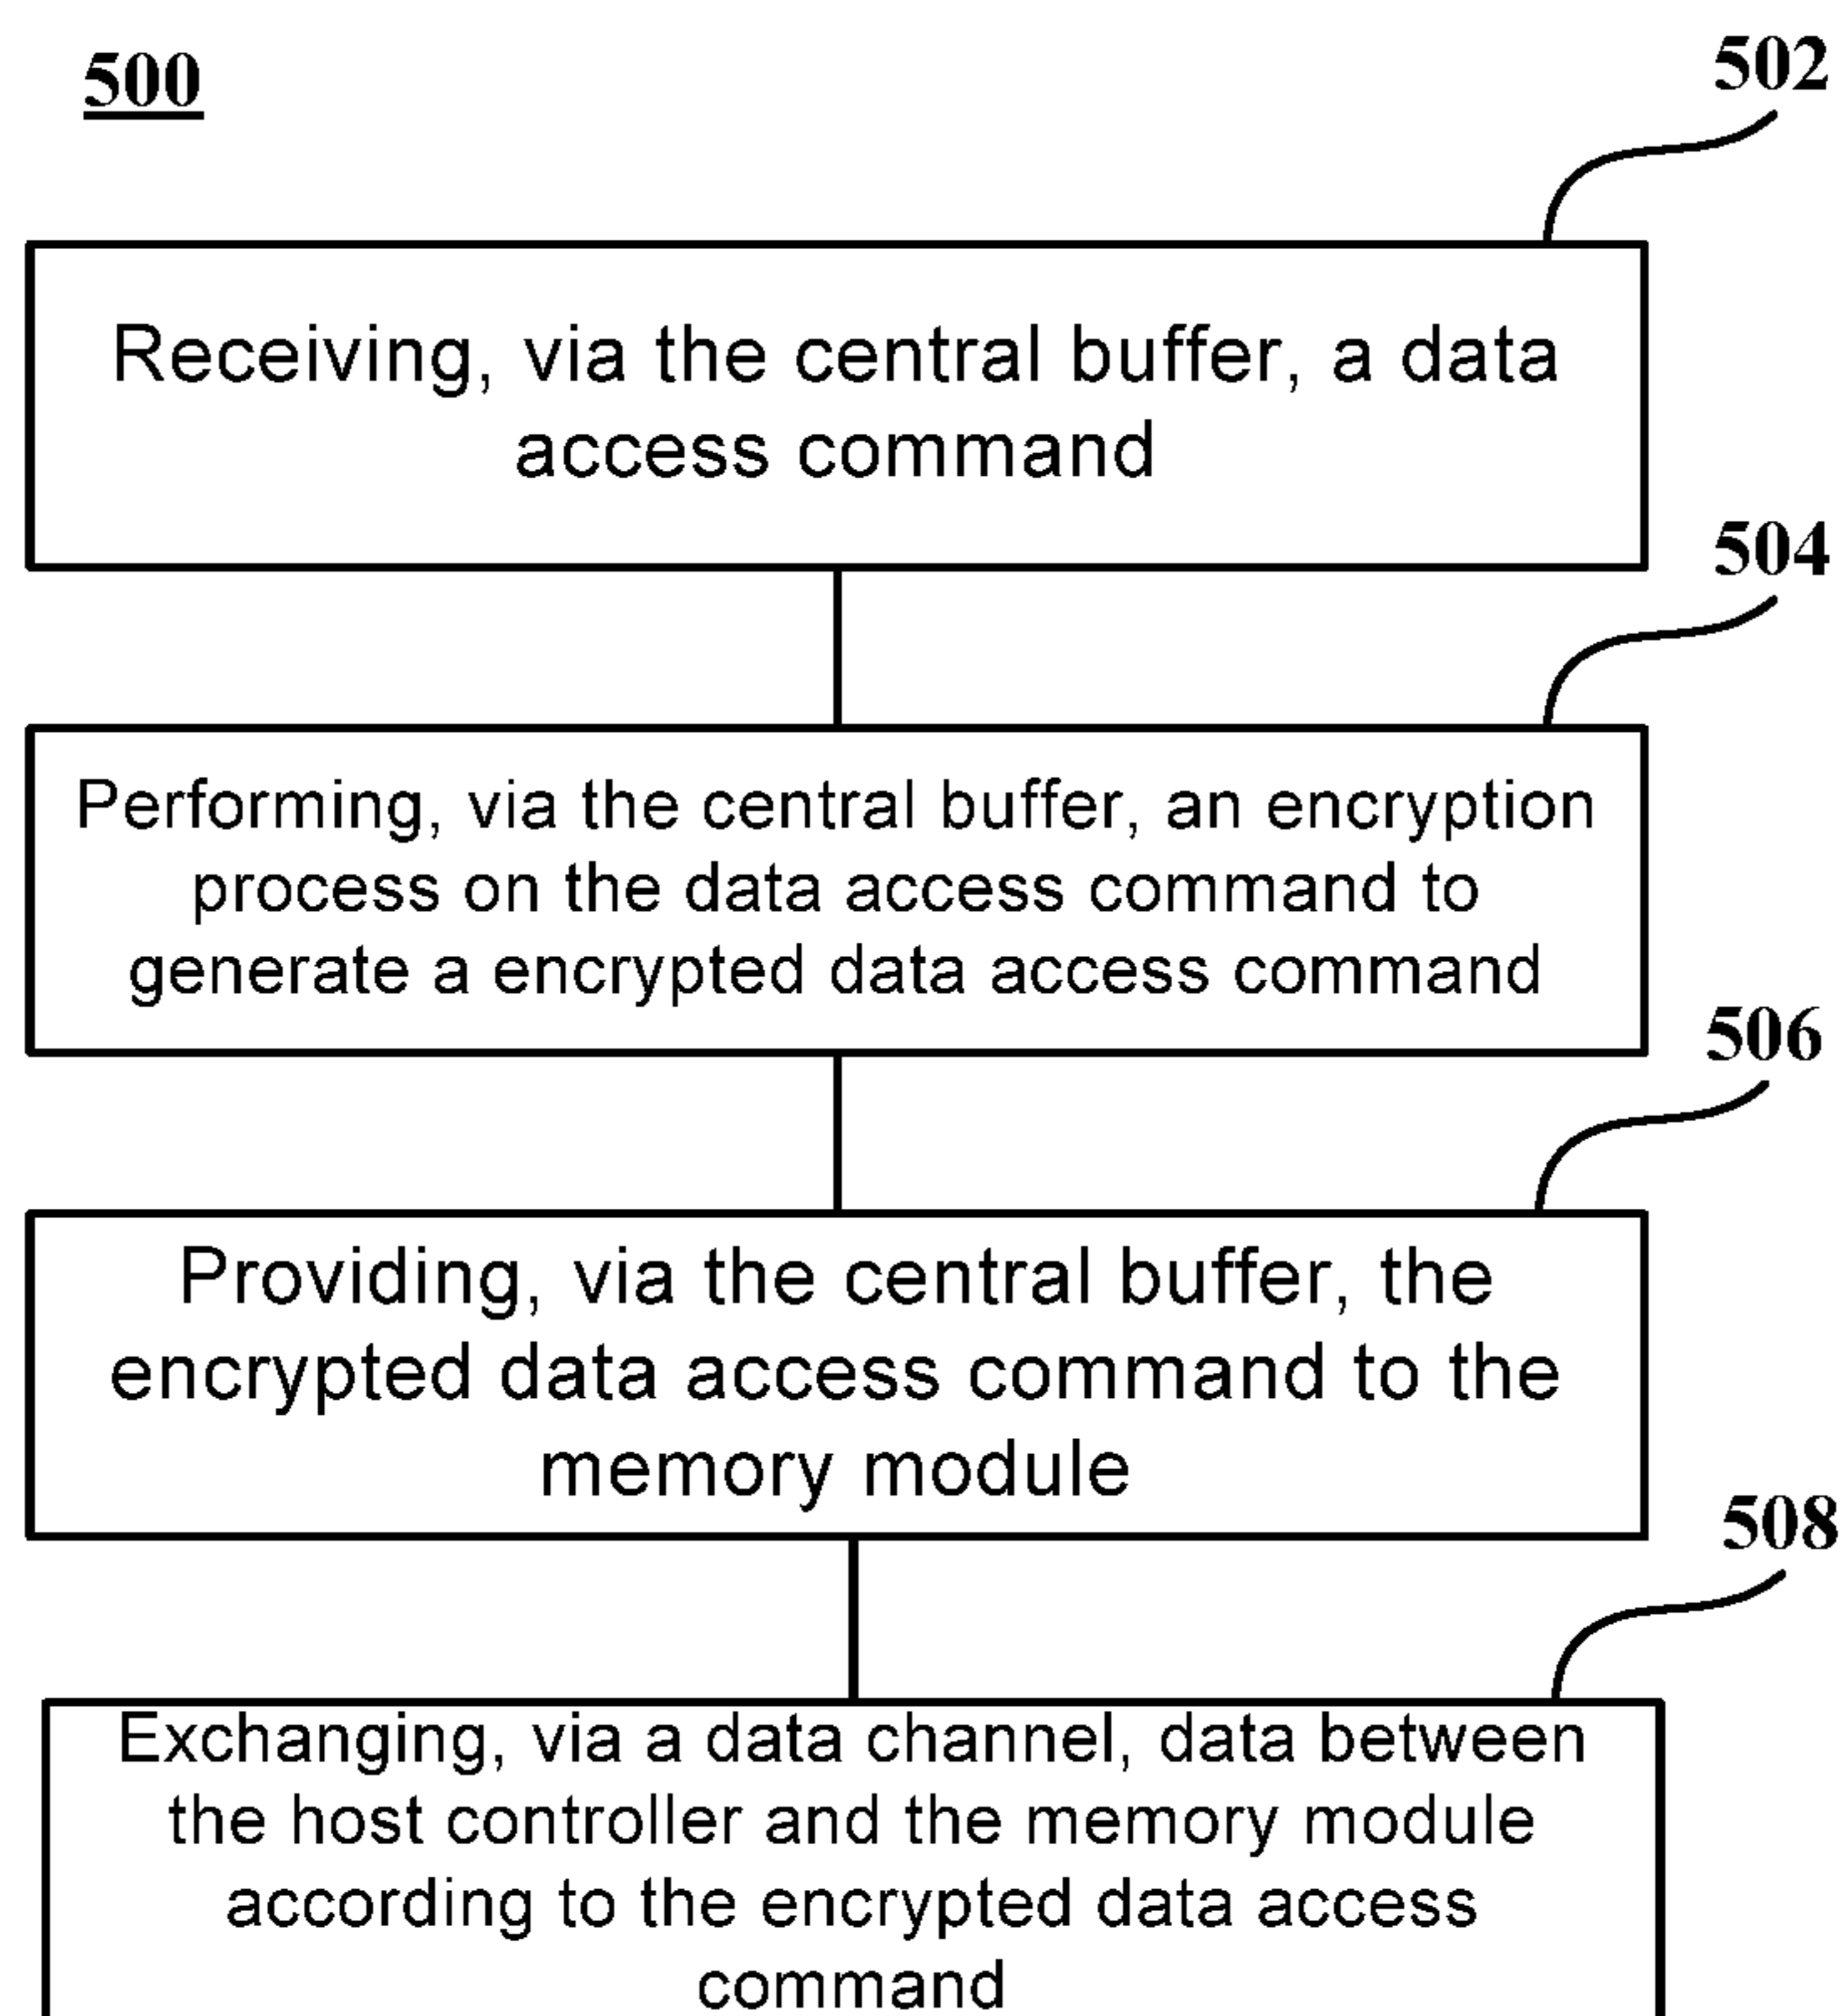 500
502
Receiving, via the central buffer, a data
access command
504
Performing, via the central buffer, an encryption
process on the data access command to
generate a encrypted data access command
506
Providing, via the central buffer, the
encrypted data access command to the
memory module
508
Exchanging, via a data channel, data between
the host controller and the memory module
according to the encrypted data access
command